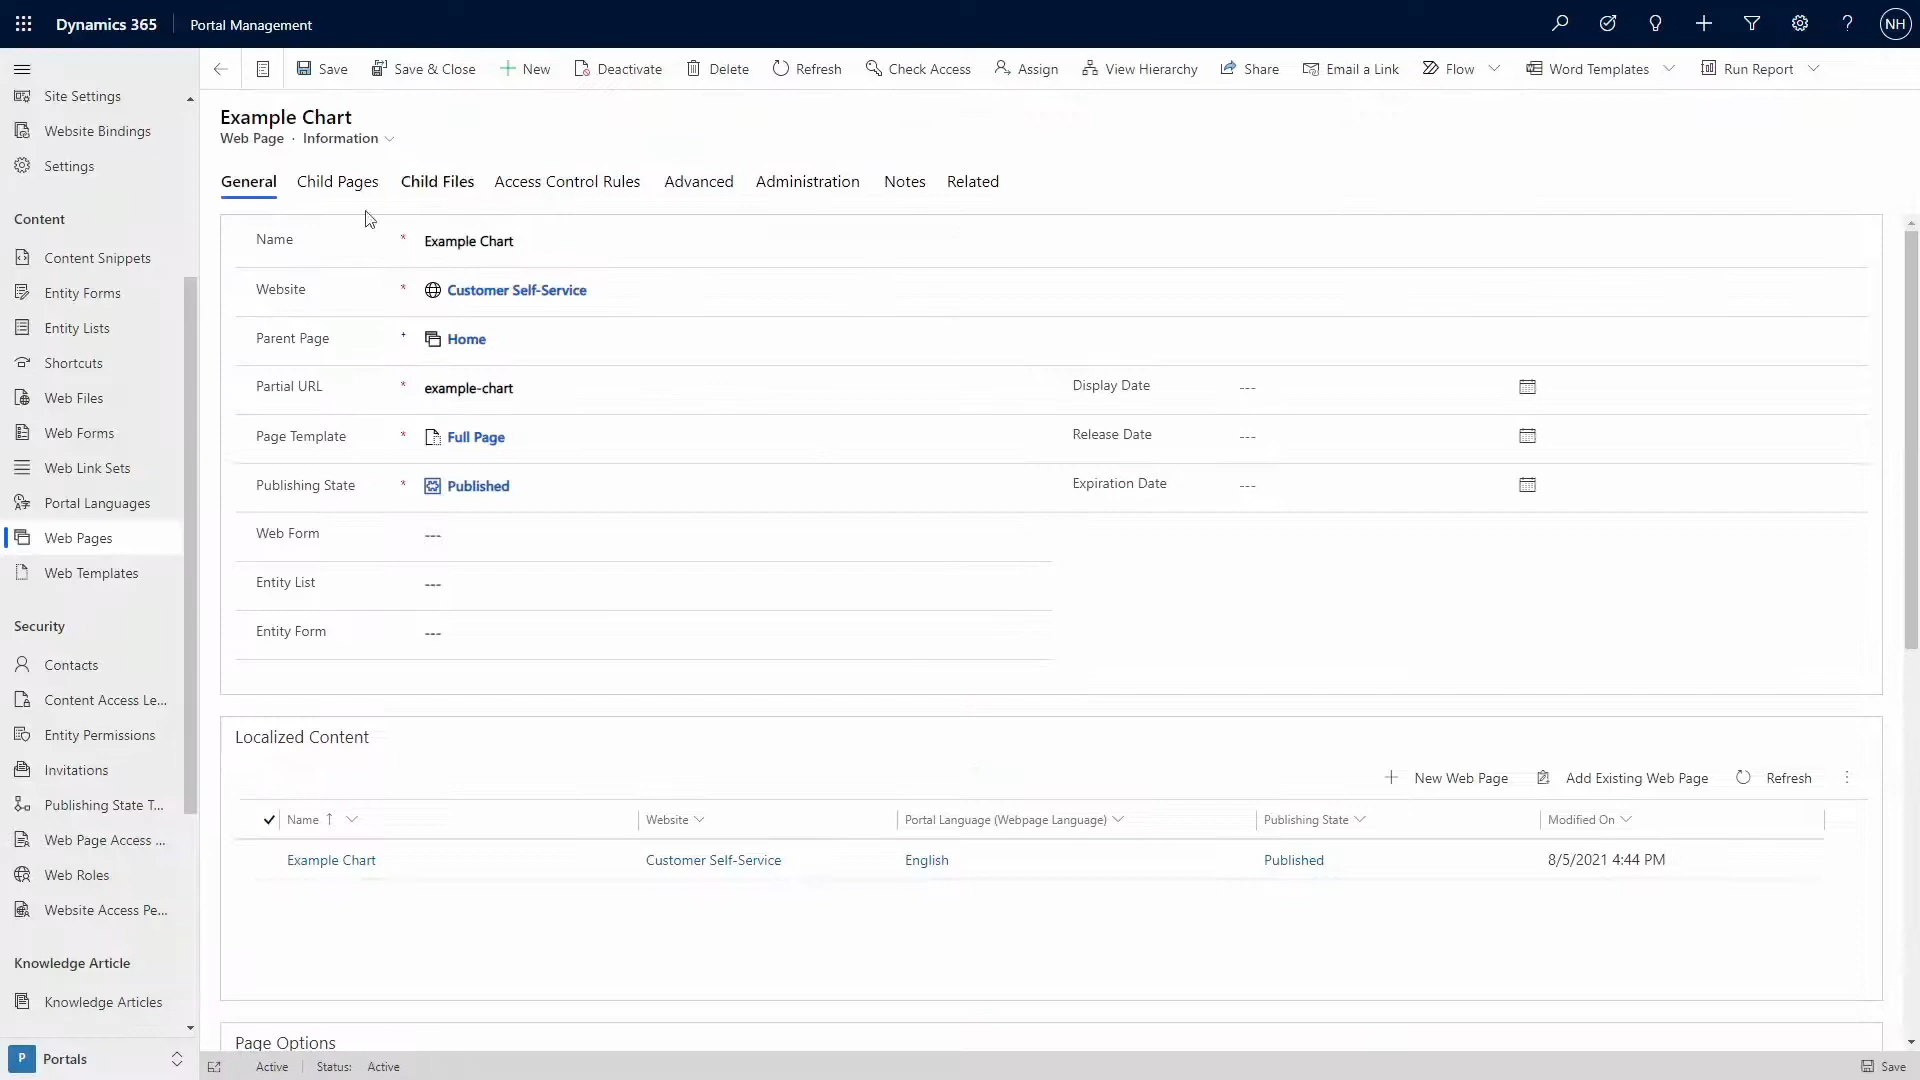 Dynamics 365
Portal Management
NH
Save
Save & Close
New
Deactivate
Delete
Refresh
Check Access
Assign
View Hierarchy
Share
Email a Link
Flow
Word Templates
Run Report
Site Settings
Website Bindings
Settings
Content
Content Snippets
Entity Forms
Entity Lists
Shortcuts
Web Files
Web Forms
Web Link Sets
Portal Languages
Web Pages
Web Templates
Security
Contacts
Content Access Le...
Entity Permissions
Invitations
Publishing State T...
Web Page Access ...
Web Roles
Website Access Pe...
Knowledge Article
Knowledge Articles
P Portals
Example Chart
Web Page · Information
General Child Pages Child Files Access Control Rules Advanced Administration Notes Related
Name * Example Chart
Website * Customer Self-Service
Parent Page + Home
Partial URL * example-chart
Display Date ---
Page Template * Full Page
Release Date ---
Publishing State * Published
Expiration Date ---
Web Form ---
Entity List ---
Entity Form ---
Localized Content
New Web Page Add Existing Web Page Refresh
Name ↑ Website Portal Language (Webpage Language) Publishing State Modified On
Example Chart Customer Self-Service English Published 8/5/2021 4:44 PM
Page Options
Active Status: Active Save